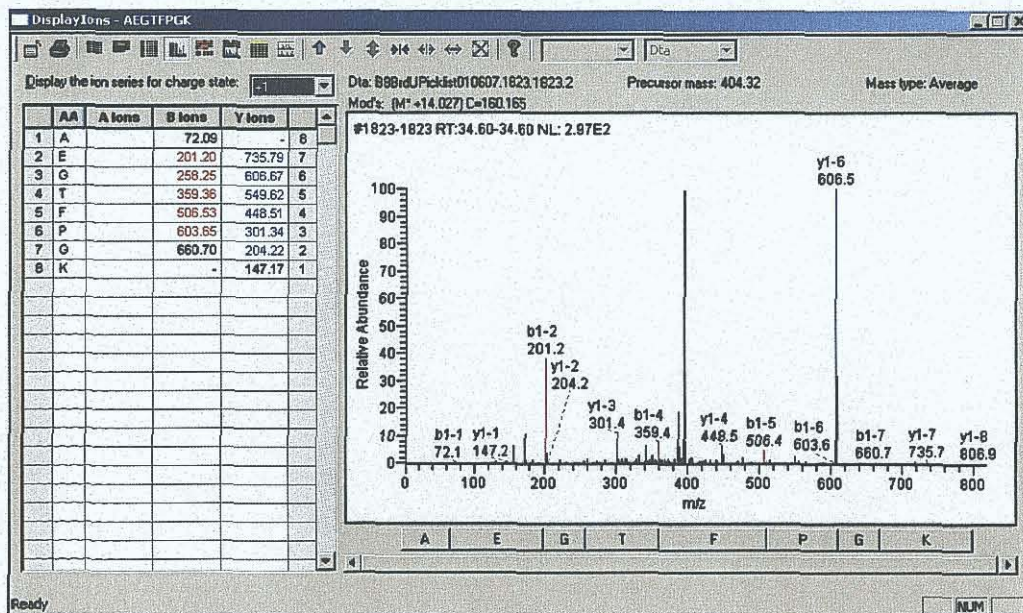 DisplayIons - AEGTFPGK
Dta
Display the ion series for charge state: +1
Dta: B9BrdUPicklist010607.1823.1823.2 Precursor mass: 404.32 Mass type: Average
Mod's: (M* +14.027) C=160.165
AA A Ions B Ions Y Ions
1 A 72.09 - 8
2 E 201.20 735.79 7
3 G 258.25 606.67 6
4 T 359.36 549.62 5
5 F 506.53 448.51 4
6 P 603.65 301.34 3
7 G 660.70 204.22 2
8 K - 147.17 1
#1823-1823 RT:34.60-34.60 NL: 2.97E2
Relative Abundance
100
90
80
70
60
50
40
30
20
10
0
b1-1
72.1
y1-1
147.2
b1-2
201.2
y1-2
204.2
y1-3
301.4
b1-4
359.4
y1-4
448.5
b1-5
506.4
b1-6
603.6
y1-6
606.5
b1-7
660.7
y1-7
735.7
y1-8
806.9
0 100 200 300 400 500 600 700 800
m/z
A E G T F P G K
Ready
NUM